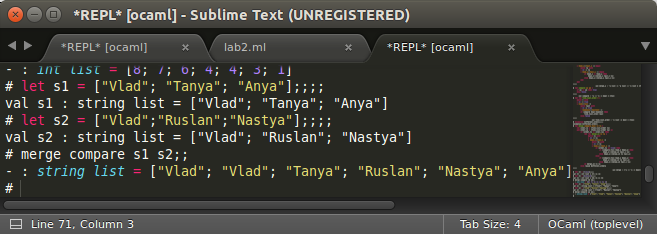 *REPL* [ocaml] - Sublime Text (UNREGISTERED)
*REPL* [ocaml] × lab2.ml × *REPL* [ocaml] ×
- : int list = [8; 7; 6; 4; 4; 3; 1]
# let s1 = ["Vlad"; "Tanya"; "Anya"];;;;
val s1 : string list = ["Vlad"; "Tanya"; "Anya"]
# let s2 = ["Vlad";"Ruslan";"Nastya"];;;;
val s2 : string list = ["Vlad"; "Ruslan"; "Nastya"]
# merge compare s1 s2;;
- : string list = ["Vlad"; "Vlad"; "Tanya"; "Ruslan"; "Nastya"; "Anya"]
#
Line 71, Column 3 Tab Size: 4 OCaml (toplevel)